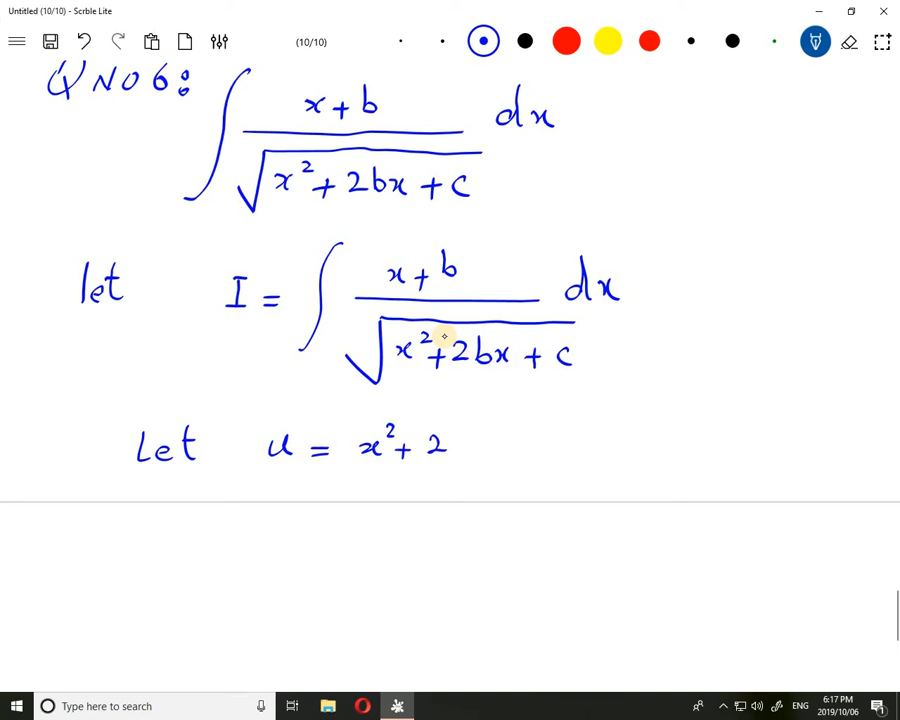 Untitled (10/10) - Scrble Lite
(10/10)
Q No 6:
∫ x+b / √(x²+2bx+c) dx
let I = ∫ x+b / √(x²+2bx+c) dx
Let u = x²+2
Type here to search
ENG
6:17 PM
2019/10/06
1